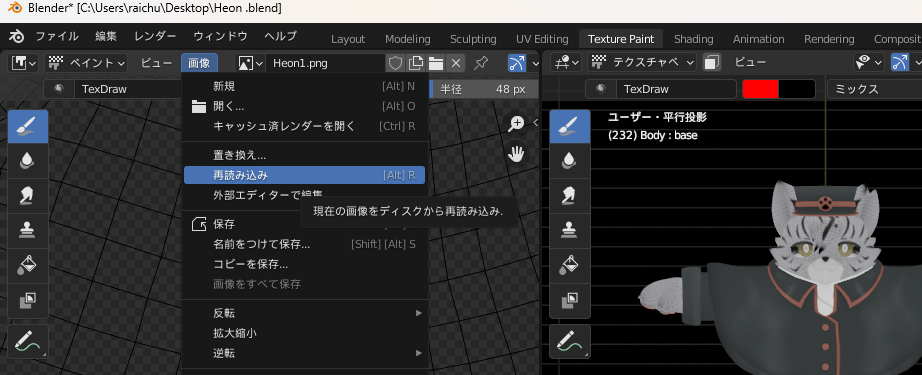 Blender* [C:\Users\raichu\Desktop\Heon .blend]
ファイル 編集 レンダー ウィンドウ ヘルプ Layout Modeling Sculpting UV Editing Texture Paint Shading Animation Rendering Composit
ペイント ビュー 画像 Heon1.png テクスチャペ ビュー
TexDraw 半径 48 px TexDraw ミックス
新規 [Alt] N
開く... [Alt] O
キャッシュ済レンダーを開く [Ctrl] R
置き換え...
再読み込み [Alt] R
外部エディターで編集
現在の画像をディスクから再読み込み.
保存
名前をつけて保存... [Shift] [Alt] S
コピーを保存...
画像をすべて保存
反転
拡大縮小
逆転
ユーザー・平行投影
(232) Body : base